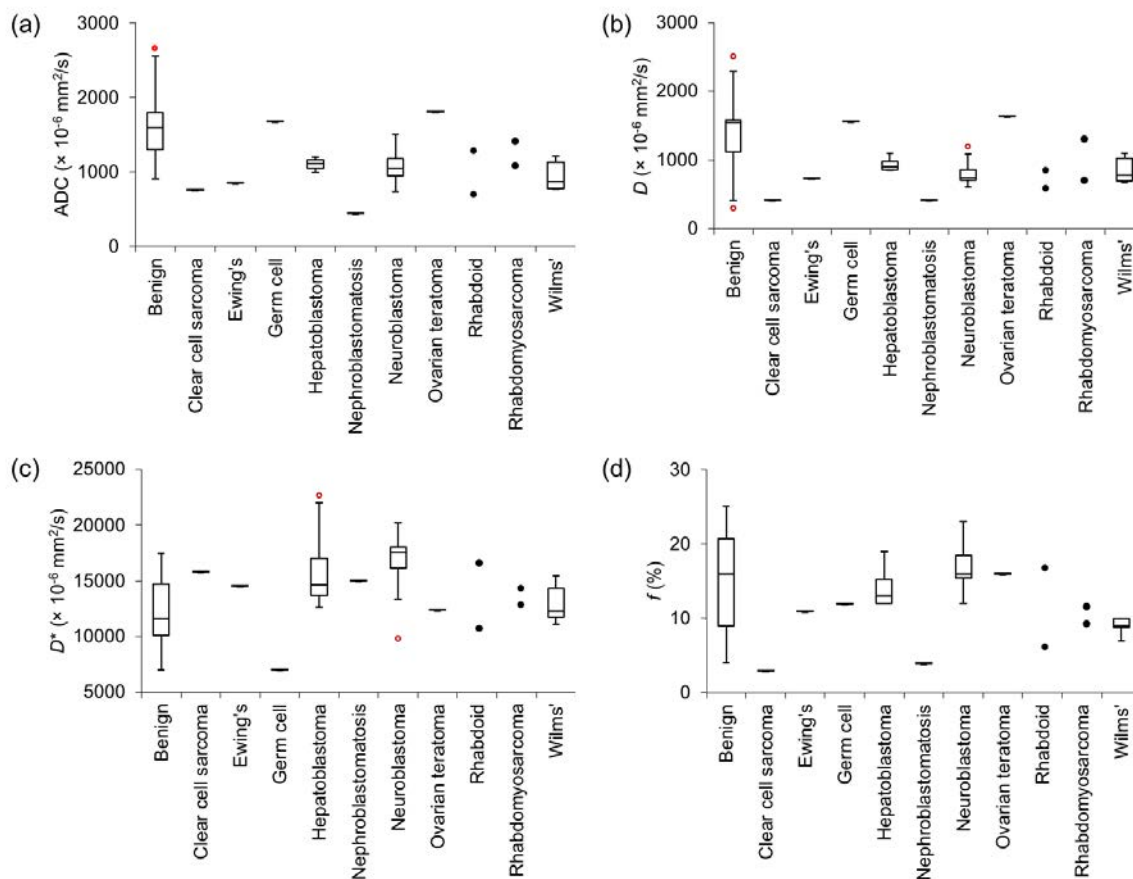 (a)
ADC (× 10⁻⁶ mm²/s)
3000
2000
1000
0
Benign
Clear cell sarcoma
Ewing's
Germ cell
Hepatoblastoma
Nephroblastomatosis
Neuroblastoma
Ovarian teratoma
Rhabdoid
Rhabdomyosarcoma
Wilms'
(b)
D (× 10⁻⁶ mm²/s)
3000
2000
1000
0
Benign
Clear cell sarcoma
Ewing's
Germ cell
Hepatoblastoma
Nephroblastomatosis
Neuroblastoma
Ovarian teratoma
Rhabdoid
Rhabdomyosarcoma
Wilms'
(c)
D* (× 10⁻⁶ mm²/s)
25000
20000
15000
10000
5000
Benign
Clear cell sarcoma
Ewing's
Germ cell
Hepatoblastoma
Nephroblastomatosis
Neuroblastoma
Ovarian teratoma
Rhabdoid
Rhabdomyosarcoma
Wilms'
(d)
f (%)
30
20
10
0
Benign
Clear cell sarcoma
Ewing's
Germ cell
Hepatoblastoma
Nephroblastomatosis
Neuroblastoma
Ovarian teratoma
Rhabdoid
Rhabdomyosarcoma
Wilms'